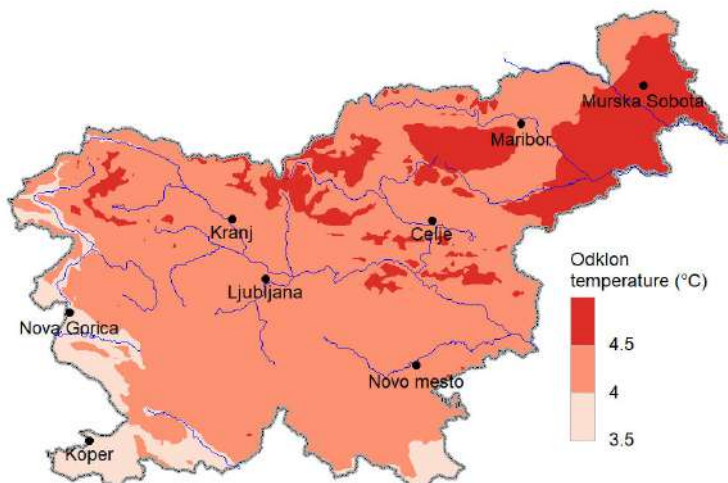 Murska Sobota
Maribor
Kranj
Celje
Ljubljana
Nova Gorica
Novo mesto
Koper
Odklon
temperature (°C)
4.5
4
3.5